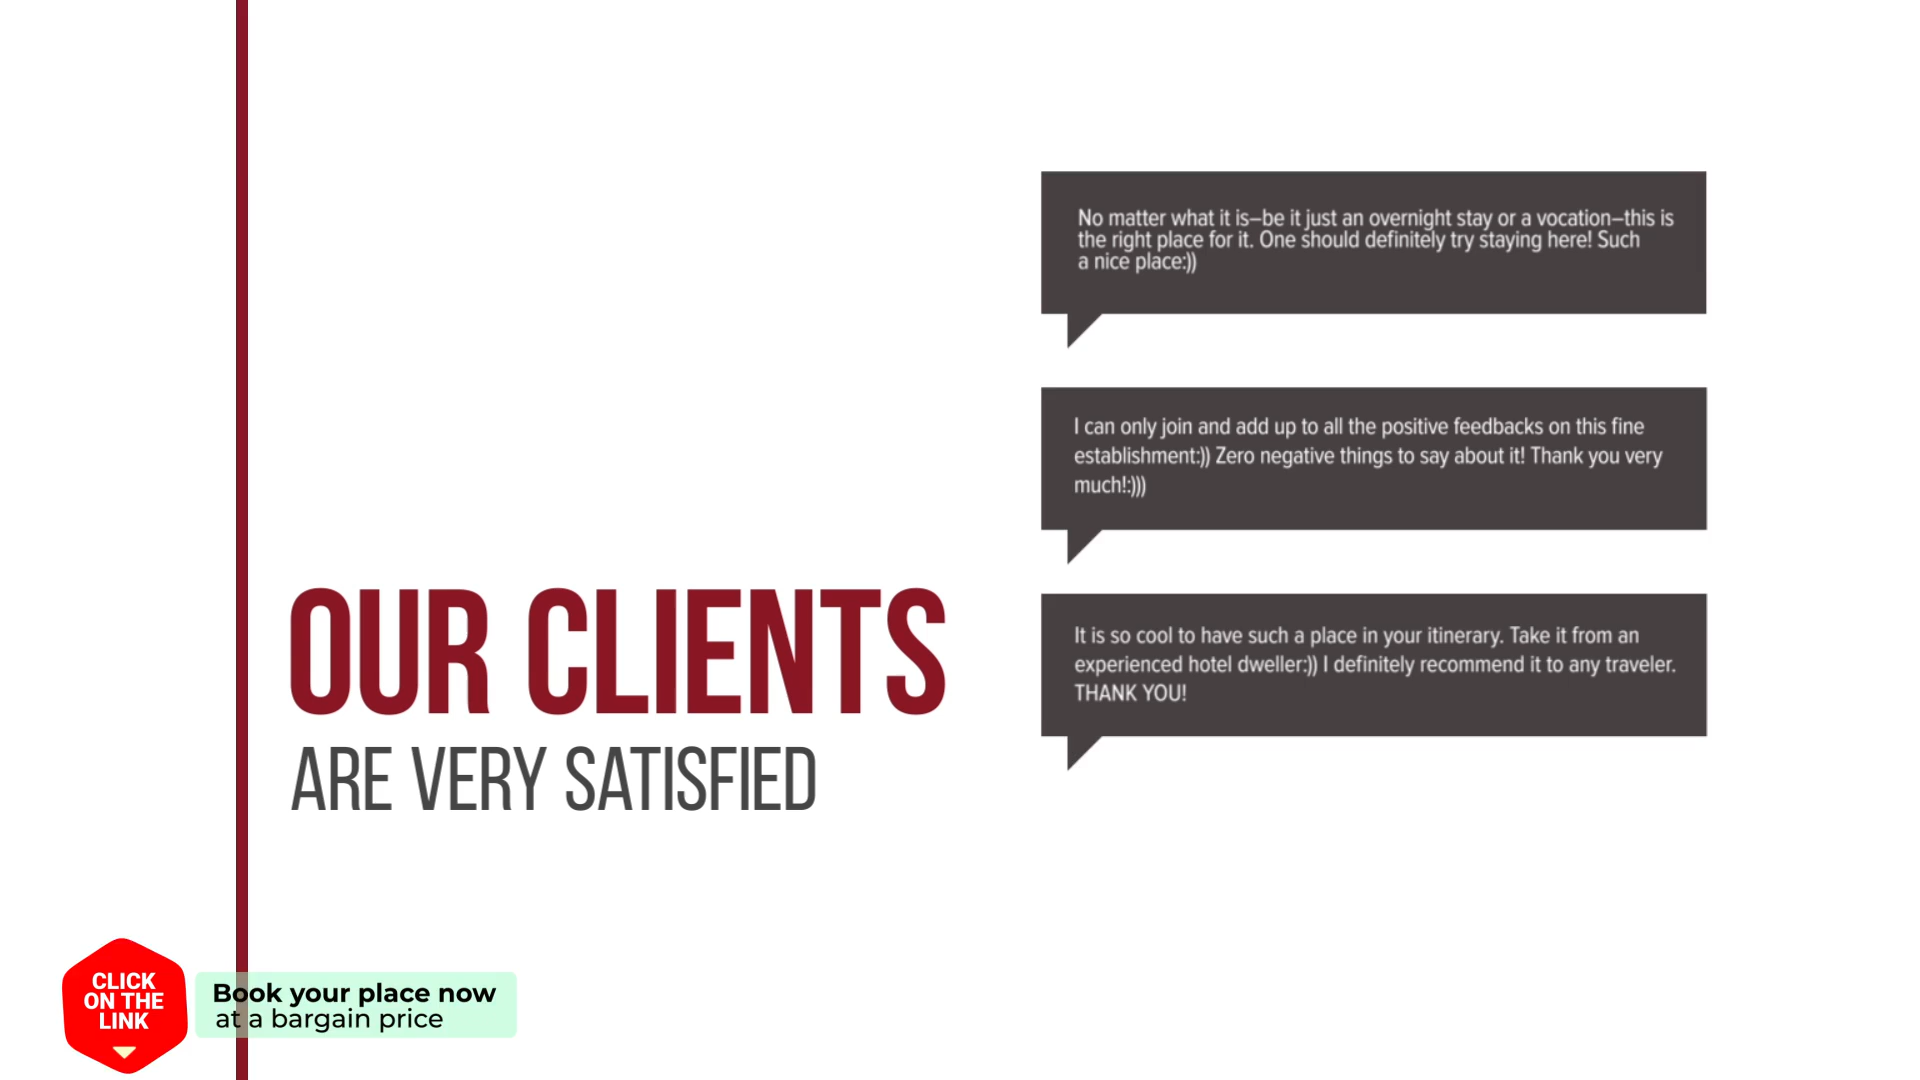 No matter what it is–be it just an overnight stay or a vocation–this is
the right place for it. One should definitely try staying here! Such
a nice place:))
I can only join and add up to all the positive feedbacks on this fine
establishment:)) Zero negative things to say about it! Thank you very
much!:)))
It is so cool to have such a place in your itinerary. Take it from an
experienced hotel dweller:)) I definitely recommend it to any traveler.
THANK YOU!
OUR CLIENTS
ARE VERY SATISFIED
CLICK
ON THE
LINK
Book your place now
at a bargain price